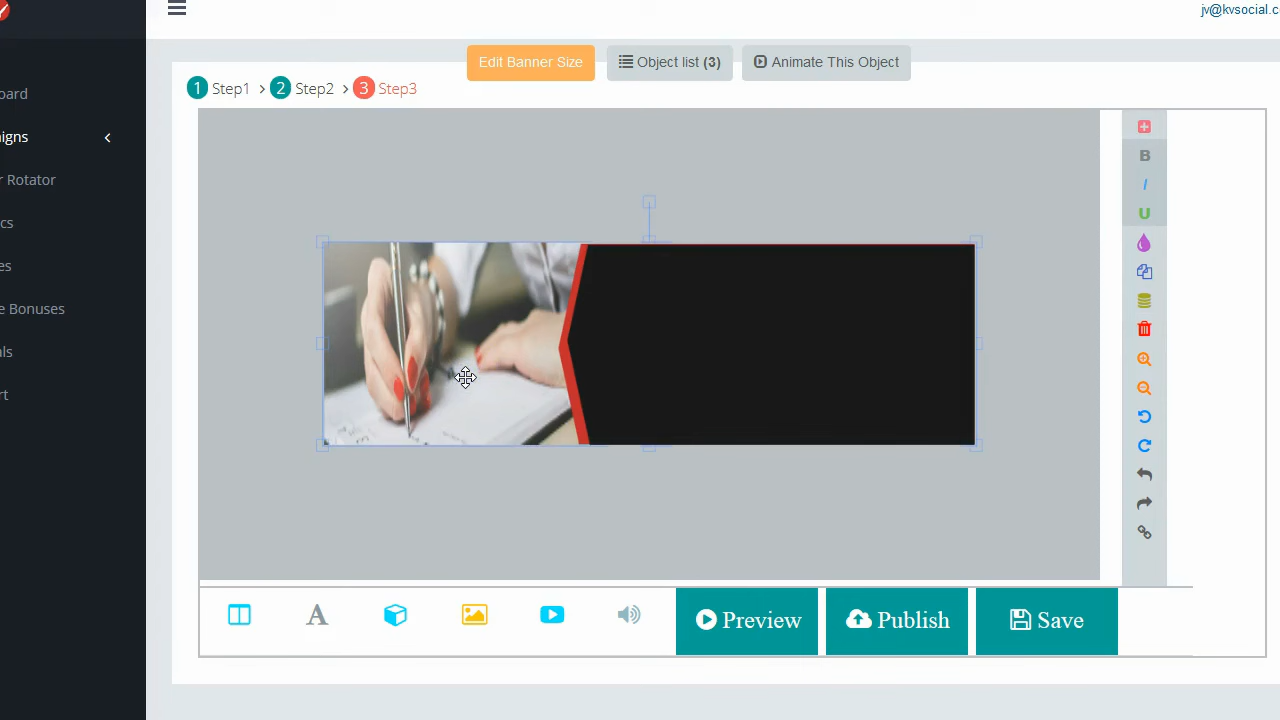 jv@kvsocial.c
Edit Banner Size
Object list (3)
Animate This Object
1 Step1 > 2 Step2 > 3 Step3
oard
aigns
r Rotator
cs
es
e Bonuses
als
rt
B
I
U
A
Preview
Publish
Save